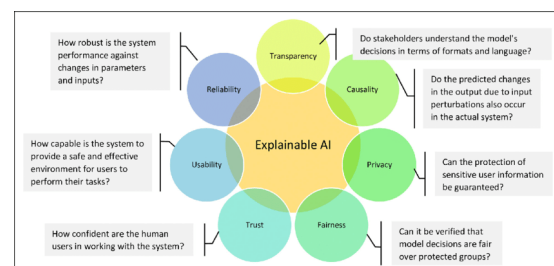 How robust is the system
performance against
changes in parameters
and inputs?
Transparency
Do stakeholders understand the model's
decisions in terms of formats and language?
Reliability
Causality
Do the predicted changes
in the output due to input
perturbations also occur
in the actual system?
How capable is the system to
provide a safe and effective
environment for users to
perform their tasks?
Usability
Explainable AI
Privacy
Can the protection of
sensitive user information
be guaranteed?
How confident are the human
users in working with the system?
Trust
Fairness
Can it be verified that
model decisions are fair
over protected groups?